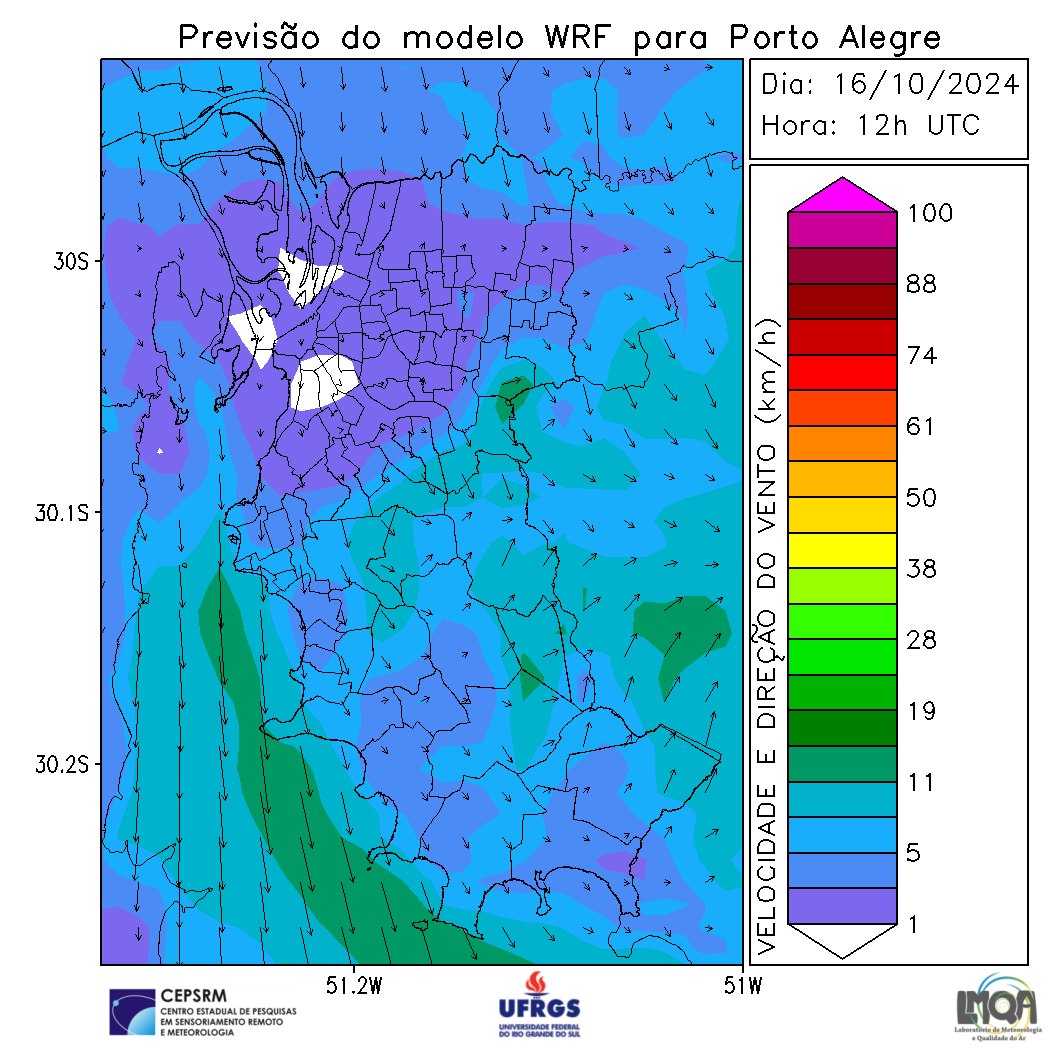 Previsão do modelo WRF para Porto Alegre
Dia: 16/10/2024
Hora: 12h UTC
30S
30.1S
30.2S
51.2W
51W
VELOCIDADE E DIREÇÃO DO VENTO (km/h)
100
88
74
61
50
38
28
19
11
5
1
CEPSRM
CENTRO ESTADUAL DE PESQUISAS
EM SENSORIAMENTO REMOTO
E METEOROLOGIA
UFRGS
UNIVERSIDADE FEDERAL
DO RIO GRANDE DO SUL
LMQA
Laboratório de Meteorologia
e Qualidade do Ar